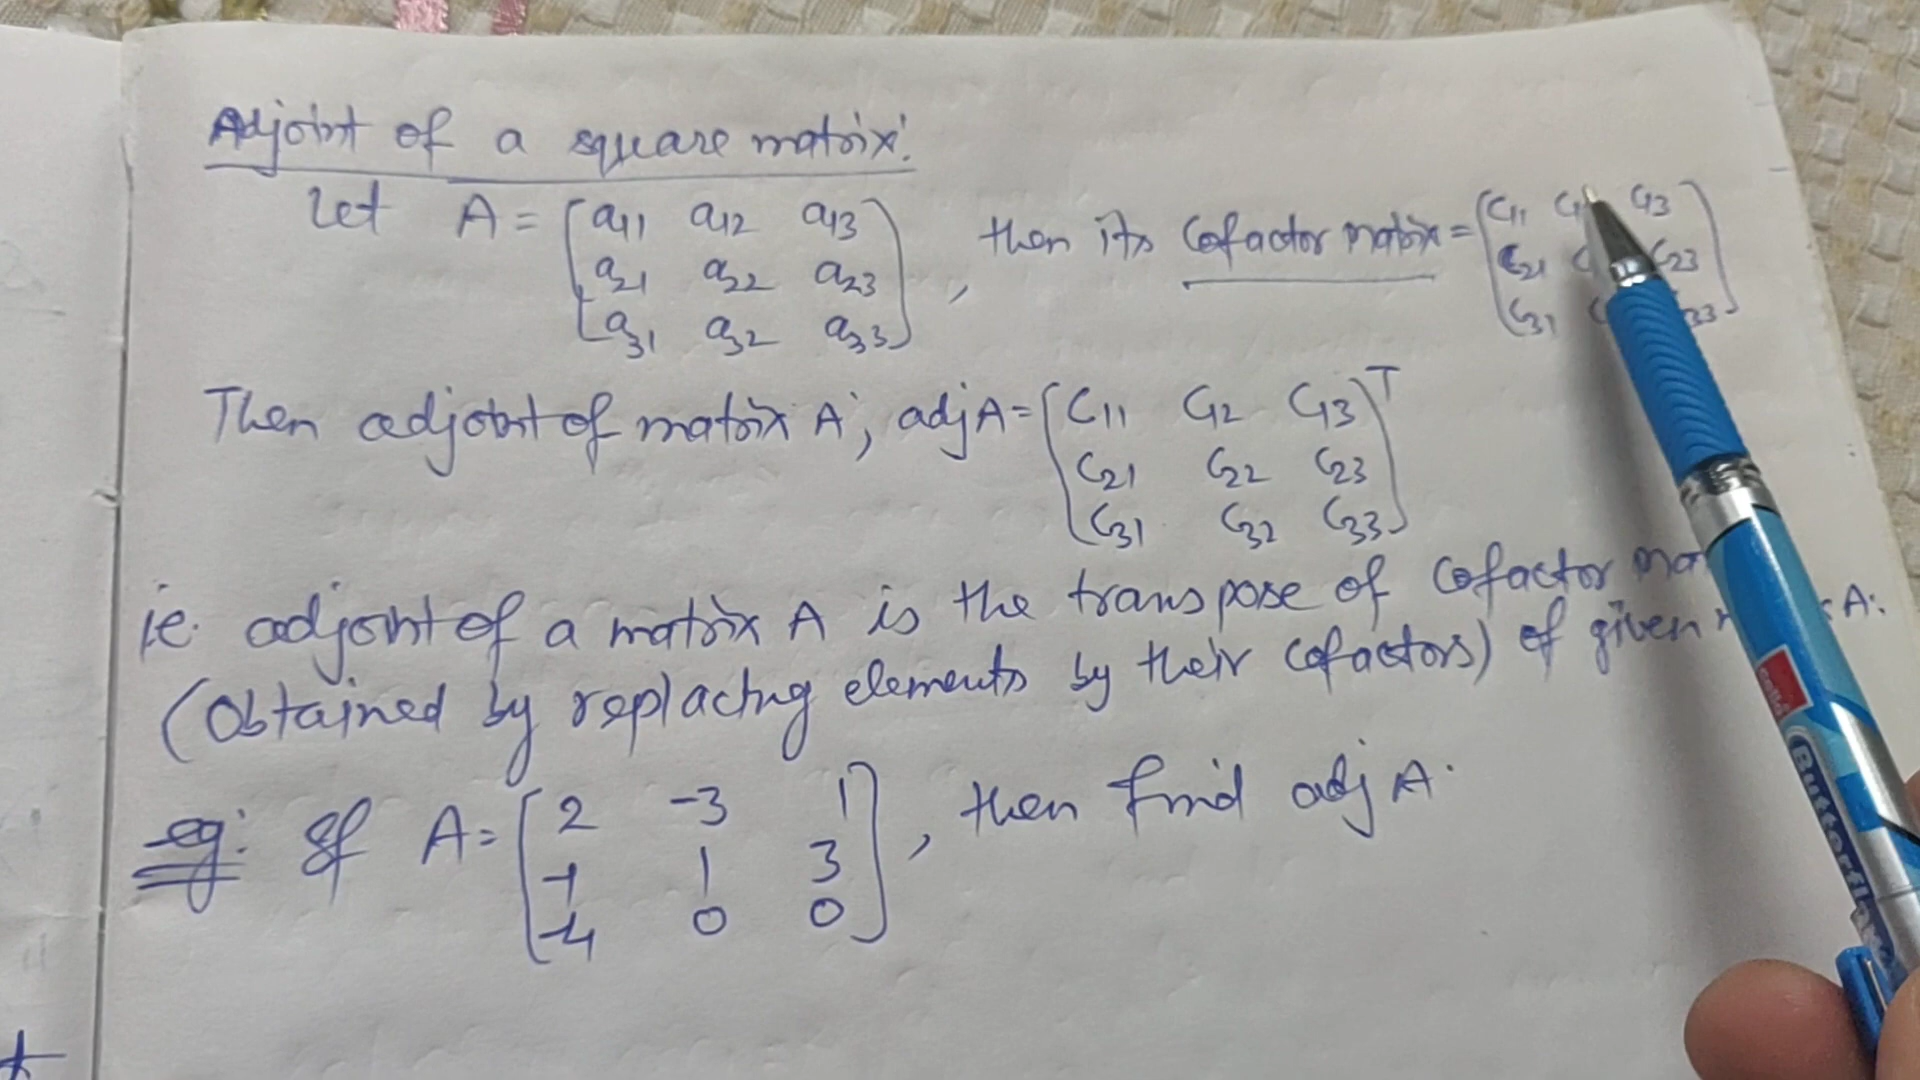 Adjoint of a square matrix:
Let A = [a11 a12 a13
a21 a22 a23
a31 a32 a33], then its Cofactor matrix = [C11 C13
C21 C23
C31 33]
Then adjoint of matrix A, adj A = [C11 C12 C13
C21 C22 C23
C31 C32 C33]T
ie. adjoint of a matrix A is the transpose of Cofactor
(obtained by replacing elements by their cofactors) of given A.
eg: If A = [2 -3 1
-1 1 3
-4 0 0], then find adj A.
Butterfl